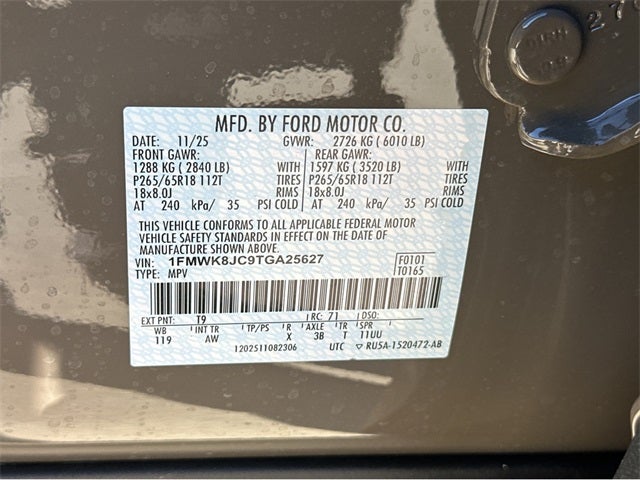 270
MFD. BY FORD MOTOR CO.
DATE: 11/25 GVWR: 2726 KG ( 6010 LB)
FRONT GAWR: REAR GAWR:
1288 KG ( 2840 LB) WITH 1597 KG ( 3520 LB) WITH
P265/65R18 112T TIRES P265/65R18 112T TIRES
18x8.0J RIMS 18x8.0J RIMS
AT 240 kPa/ 35 PSI COLD AT 240 kPa/ 35 PSI COLD
THIS VEHICLE CONFORMS TO ALL APPLICABLE FEDERAL MOTOR
VEHICLE SAFETY STANDARDS IN EFFECT ON THE DATE OF
MANUFACTURE SHOWN ABOVE.
VIN: 1FMWK8JC9TGA25627 F0101
TYPE: MPV T0165
EXT PNT: T9 RC: 71 DSO:
WB INT TR TP/PS R AXLE TR SPR
119 AW X 3B T 11UU
1202511082306 UTC RU5A-1520472-AB